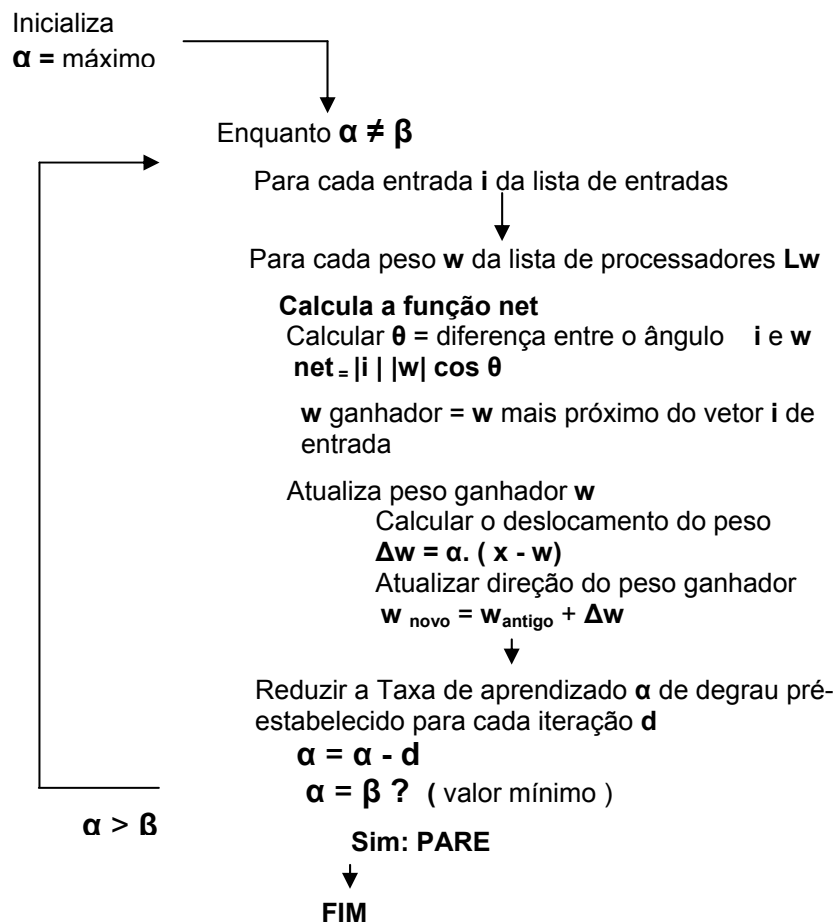 Inicializa
α = máximo
Enquanto α ≠ β
Para cada entrada i da lista de entradas
Para cada peso w da lista de processadores Lw
Calcula a função net
Calcular θ = diferença entre o ângulo i e w
net = |i | |w| cos θ
w ganhador = w mais próximo do vetor i de
entrada
Atualiza peso ganhador w
Calcular o deslocamento do peso
Δw = α. ( x - w)
Atualizar direção do peso ganhador
w novo = wantigo + Δw
Reduzir a Taxa de aprendizado α de degrau pré-
estabelecido para cada iteração d
α = α - d
α = β ? ( valor mínimo )
α > β
Sim: PARE
FIM